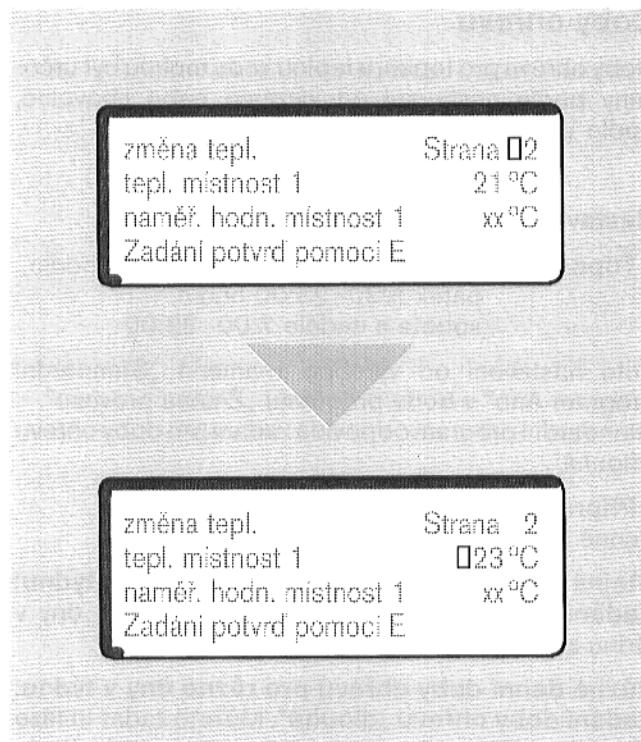 změna tepl. Strana 2
tepl. místnost 1 21 °C
naměř. hodn. místnost 1 xx °C
Zadání potvrď pomocí E
změna tepl. Strana 2
tepl. místnost 1 23 °C
naměř. hodn. místnost 1 xx °C
Zadání potvrď pomocí E